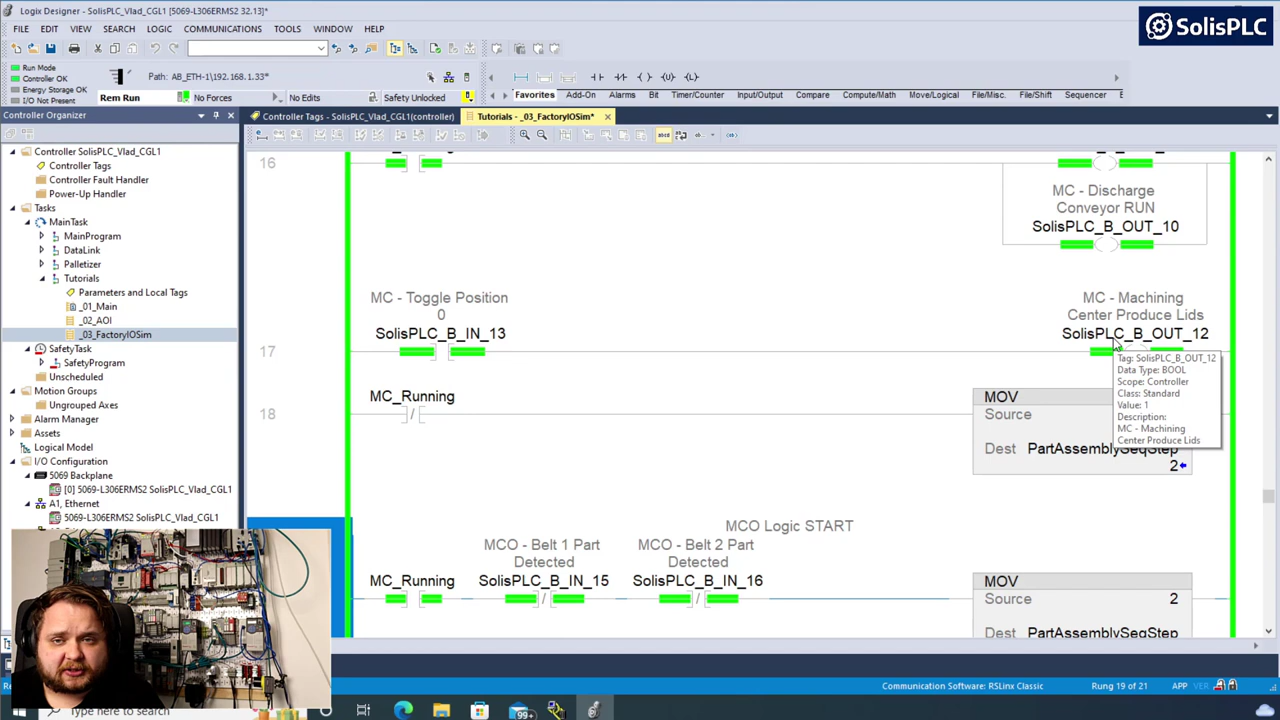 Logix Designer - SolisPLC_Vlad_CGL1 [5069-L306ERMS2 32.13]*
SolisPLC
FILE EDIT VIEW SEARCH LOGIC COMMUNICATIONS TOOLS WINDOW HELP
Run Mode
Controller OK
Energy Storage OK
I/O Not Present
Path: AB_ETH-1\192.168.1.33*
Rem Run
No Forces
No Edits
Safety Unlocked
Favorites Add-On Alarms Bit Timer/Counter Input/Output Compare Compute/Math Move/Logical File/Misc. File/Shift Sequencer
Controller Organizer
Controller Tags - SolisPLC_Vlad_CGL1(controller)
Tutorials - _03_FactoryIOSim*
Controller SolisPLC_Vlad_CGL1
Controller Tags
Controller Fault Handler
Power-Up Handler
Tasks
MainTask
MainProgram
DataLink
Palletizer
Tutorials
Parameters and Local Tags
_01_Main
_02_AOI
_03_FactoryIOSim
SafetyTask
SafetyProgram
Unscheduled
Motion Groups
Ungrouped Axes
Alarm Manager
Assets
Logical Model
I/O Configuration
5069 Backplane
[0] 5069-L306ERMS2 SolisPLC_Vlad_CGL1
A1, Ethernet
5069-L306ERMS2 SolisPLC_Vlad_CGL1
16
MC - Discharge
Conveyor RUN
SolisPLC_B_OUT_10
MC - Toggle Position
0
SolisPLC_B_IN_13
MC - Machining
Center Produce Lids
SolisPLC_B_OUT_12
17
Tag: SolisPLC_B_OUT_12
Data Type: BOOL
Scope: Controller
Class: Standard
Value: 1
Description:
MC - Machining
Center Produce Lids
MC_Running
18
MOV
Source
Dest PartAssemblySeqStep
2
MCO Logic START
MCO - Belt 1 Part
Detected
MCO - Belt 2 Part
Detected
MC_Running
SolisPLC_B_IN_15
SolisPLC_B_IN_16
MOV
Source 2
Dest PartAssemblySeqStep
Communication Software: RSLinx Classic
Rung 19 of 21
APP
VER
99+